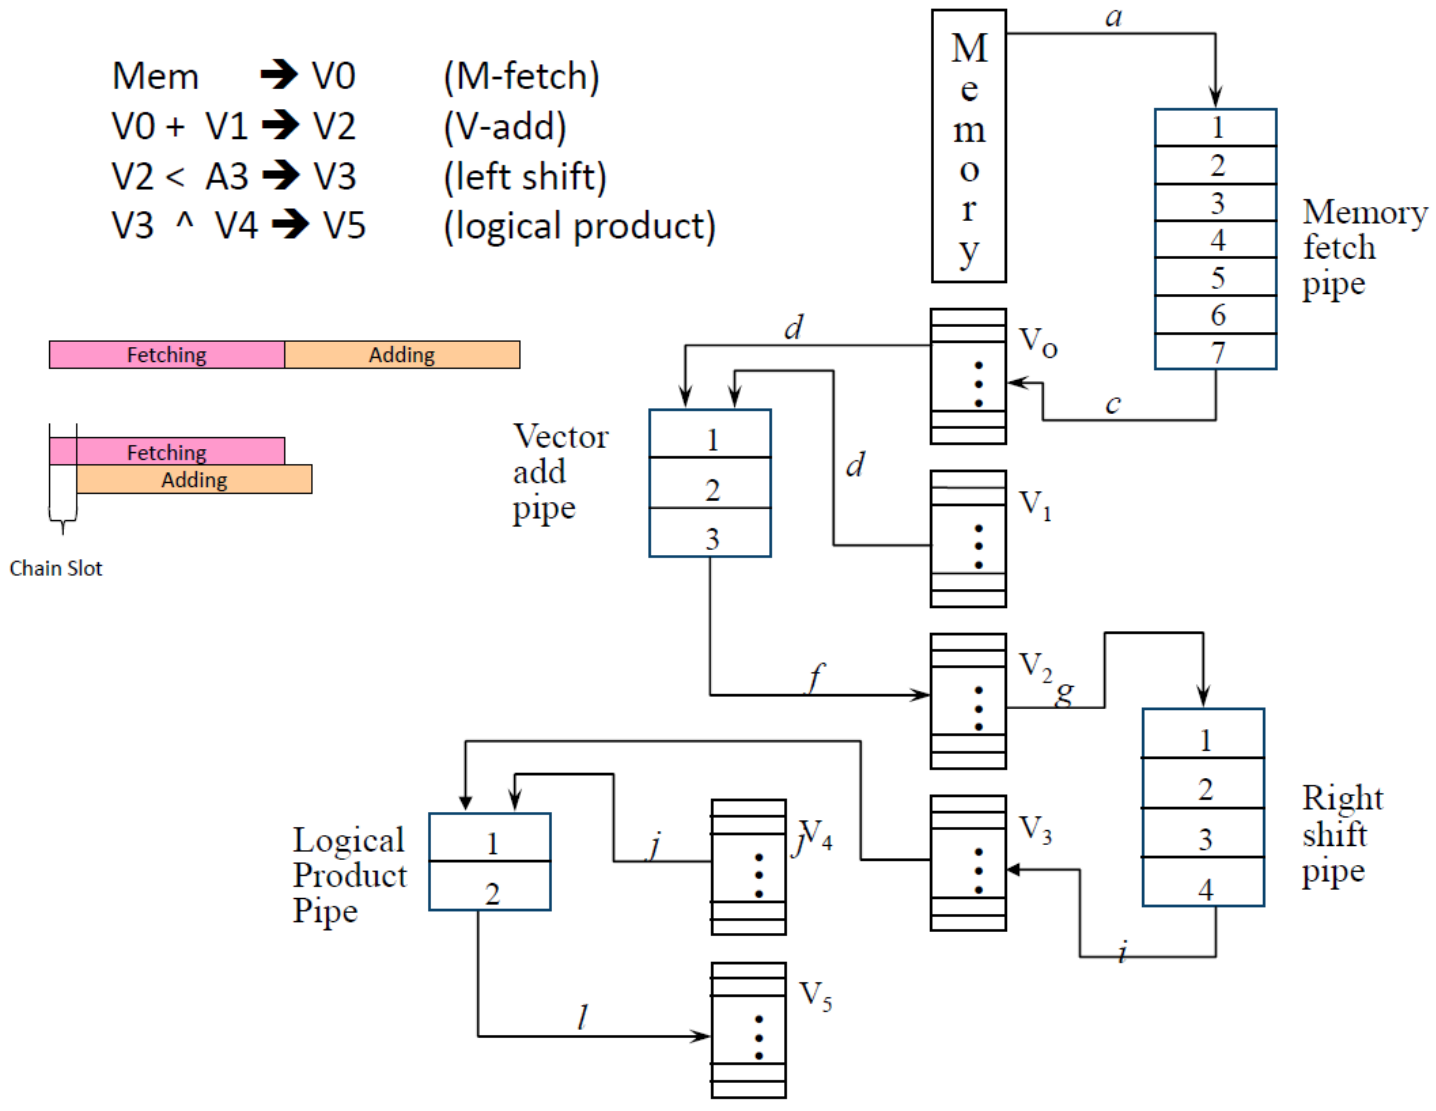 Mem ➔ V0 (M-fetch)
V0 + V1 ➔ V2 (V-add)
V2 < A3 ➔ V3 (left shift)
V3 ^ V4 ➔ V5 (logical product)
Fetching Adding
Fetching
Adding
Chain Slot
Memory
a
1
2
3
4
5
6
7
Memory
fetch
pipe
c
V0
d
d
Vector
add
pipe
1
2
3
V1
f
V2
g
1
2
3
4
Right
shift
pipe
i
V3
j
V4
j
Logical
Product
Pipe
1
2
l
V5